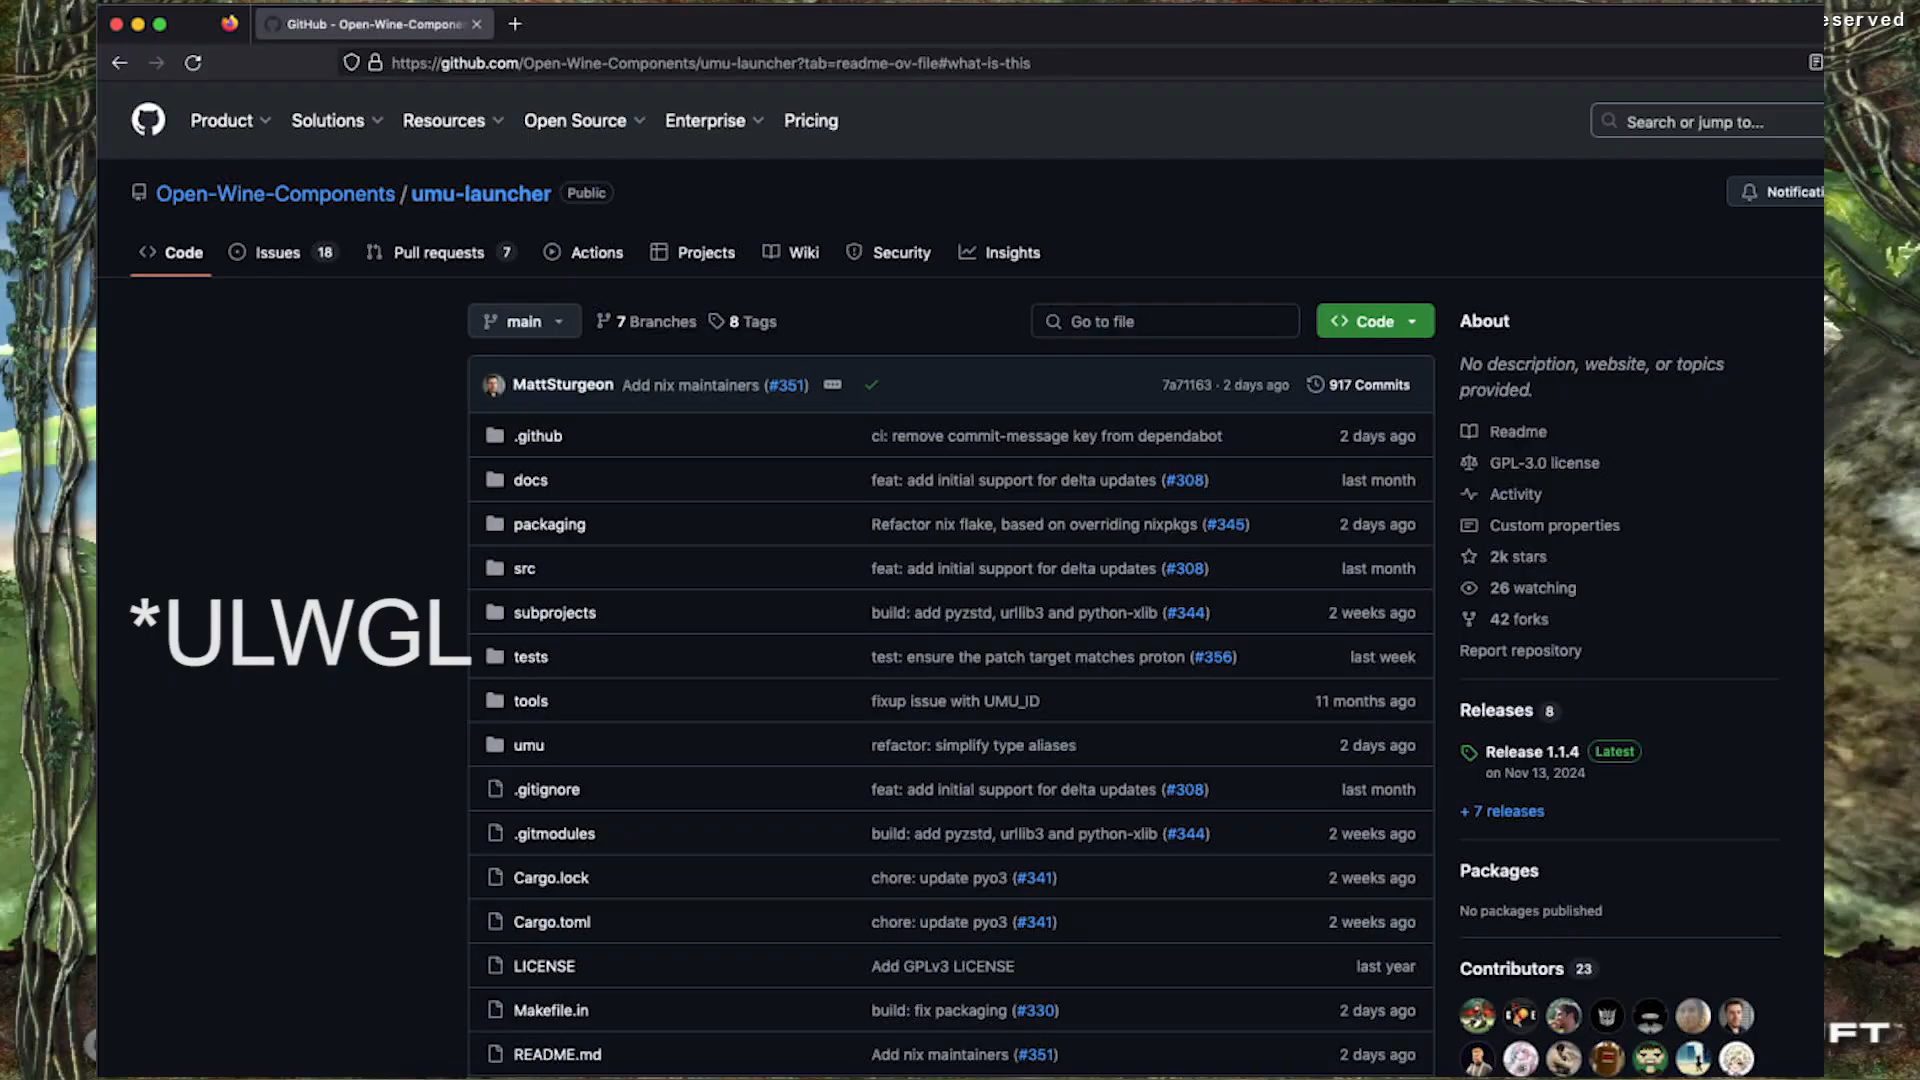 eserved
GitHub - Open-Wine-Compone
https://github.com/Open-Wine-Components/umu-launcher?tab=readme-ov-file#what-is-this
Product Solutions Resources Open Source Enterprise Pricing Search or jump to...
Open-Wine-Components / umu-launcher Public Notificati
Code Issues 18 Pull requests 7 Actions Projects Wiki Security Insights
main 7 Branches 8 Tags Go to file Code
MattSturgeon Add nix maintainers (#351) 7a71163 · 2 days ago 917 Commits
.github ci: remove commit-message key from dependabot 2 days ago
docs feat: add initial support for delta updates (#308) last month
packaging Refactor nix flake, based on overriding nixpkgs (#345) 2 days ago
src feat: add initial support for delta updates (#308) last month
subprojects build: add pyzstd, urllib3 and python-xlib (#344) 2 weeks ago
tests test: ensure the patch target matches proton (#356) last week
tools fixup issue with UMU_ID 11 months ago
umu refactor: simplify type aliases 2 days ago
.gitignore feat: add initial support for delta updates (#308) last month
.gitmodules build: add pyzstd, urllib3 and python-xlib (#344) 2 weeks ago
Cargo.lock chore: update pyo3 (#341) 2 weeks ago
Cargo.toml chore: update pyo3 (#341) 2 weeks ago
LICENSE Add GPLv3 LICENSE last year
Makefile.in build: fix packaging (#330) 2 days ago
README.md Add nix maintainers (#351) 2 days ago
*ULWGL
About
No description, website, or topics
provided.
Readme
GPL-3.0 license
Activity
Custom properties
2k stars
26 watching
42 forks
Report repository
Releases 8
Release 1.1.4 Latest
on Nov 13, 2024
+ 7 releases
Packages
No packages published
Contributors 23
FT